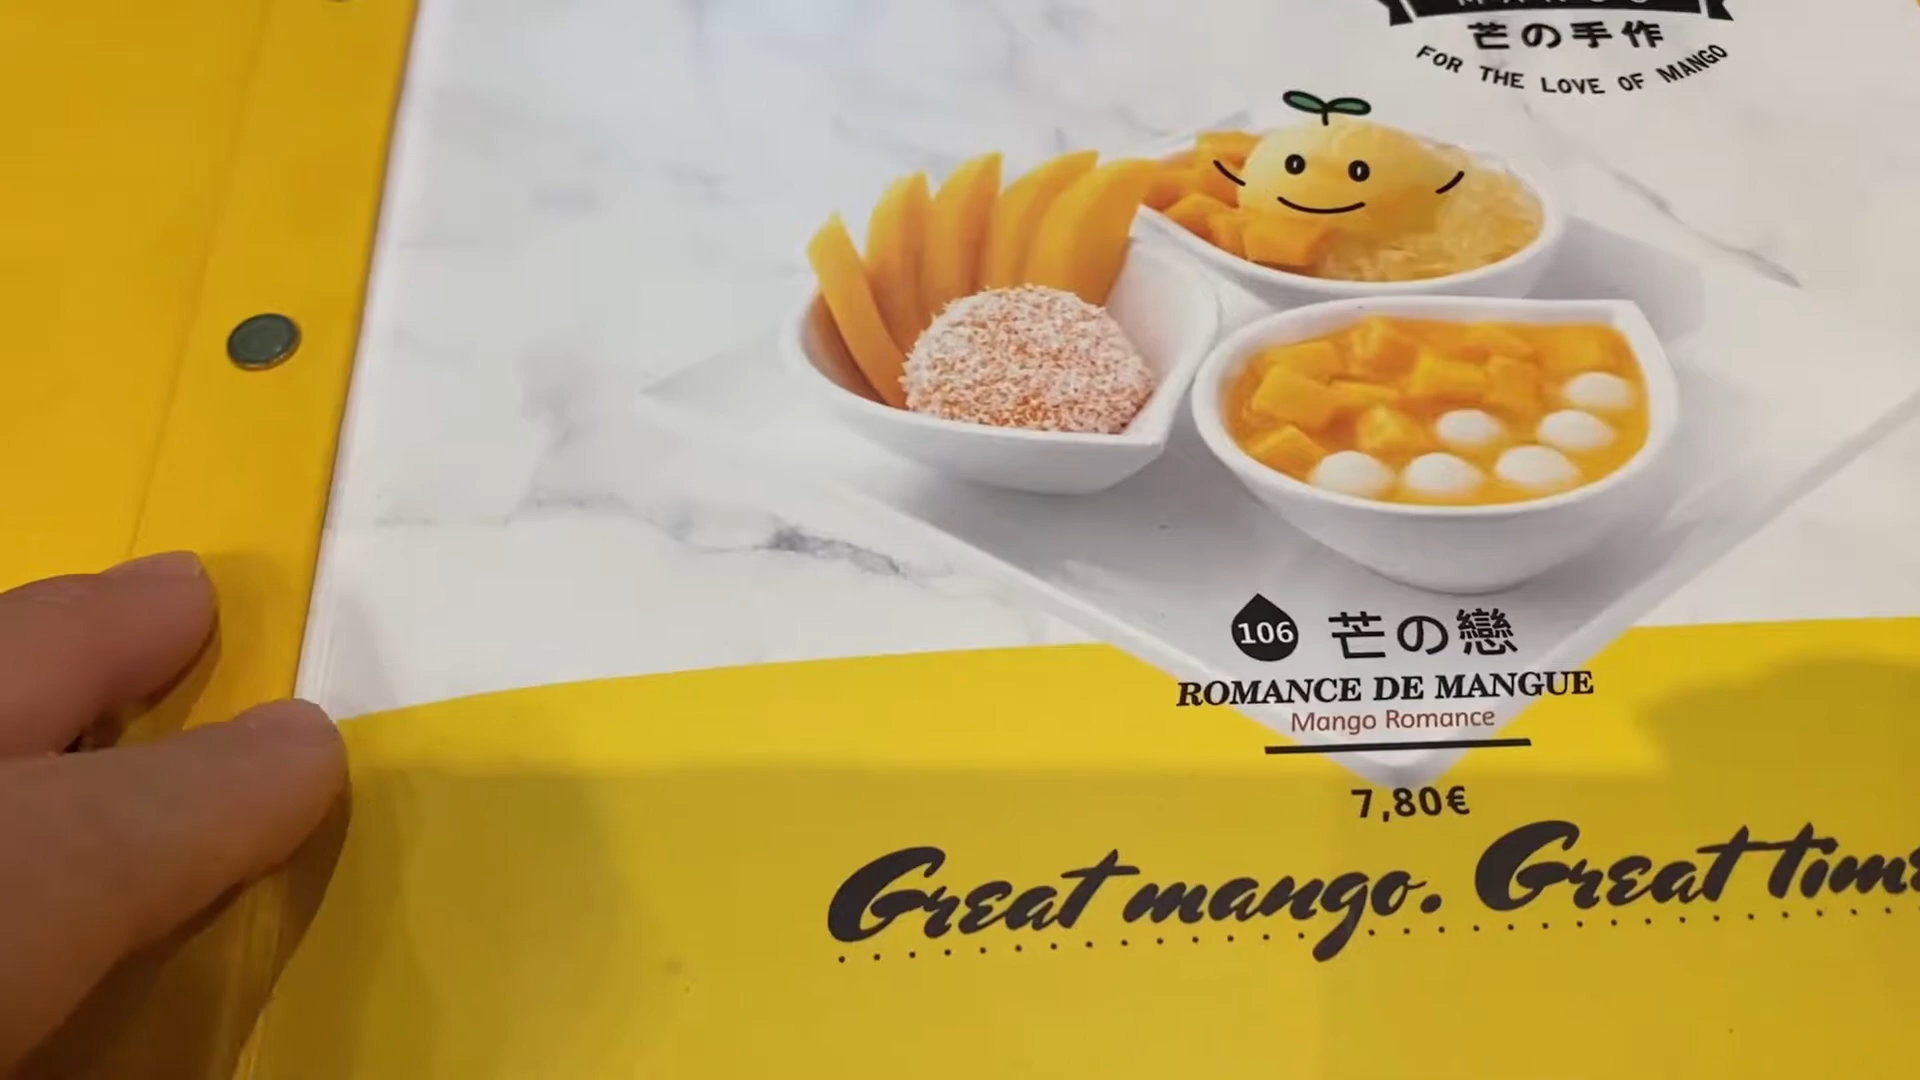 芒の手作
FOR THE LOVE OF MANGO
106 芒の戀
ROMANCE DE MANGUE
Mango Romance
7,80€
Great mango. Great